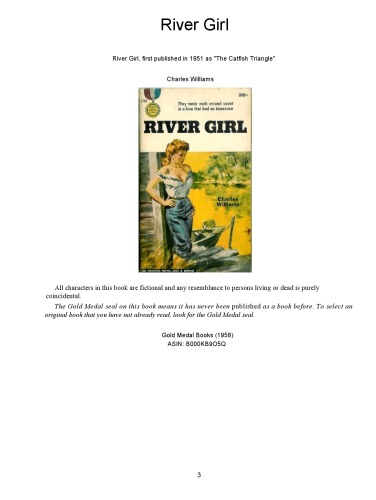 River Girl
River Girl, first published in 1951 as "The Catfish Triangle"
Charles Williams
They made each second count
in a love that had no tomorrow
RIVER GIRL
Charles
Williams
All characters in this book are fictional and any resemblance to persons living or dead is purely
coincidental.
The Gold Medal seal on this book means it has never been published as a book before. To select an
original book that you have not already read, look for the Gold Medal seal.
Gold Medal Books (1958)
ASIN: B000KB9O5Q
3